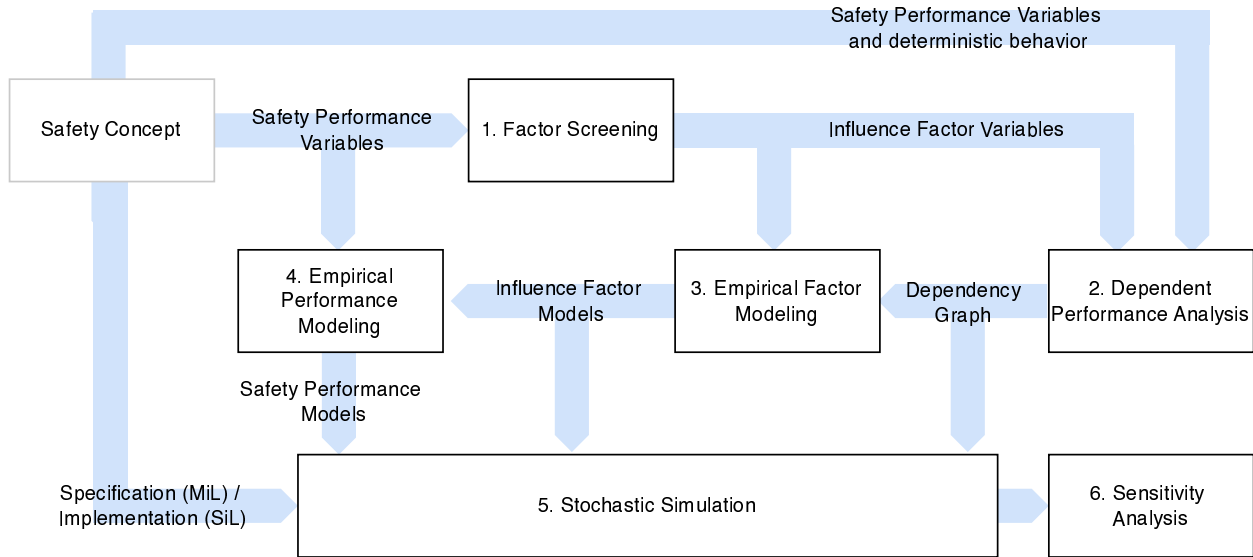 Safety Performance Variables
and deterministic behavior
Safety Concept
Safety Performance
Variables
1. Factor Screening
Influence Factor Variables
4. Empirical
Performance
Modeling
Influence Factor
Models
3. Empirical Factor
Modeling
Dependency
Graph
2. Dependent
Performance Analysis
Safety Performance
Models
Specification (MiL) /
Implementation (SiL)
5. Stochastic Simulation
6. Sensitivity
Analysis